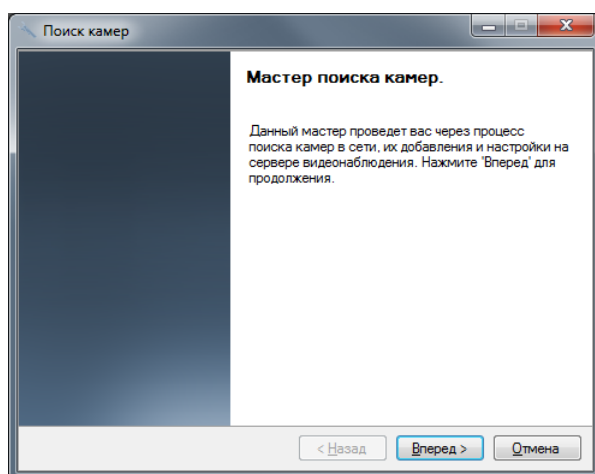 Поиск камер
Мастер поиска камер.
Данный мастер проведет вас через процесс
поиска камер в сети, их добавления и настройки на
сервере видеонаблюдения. Нажмите 'Вперед' для
продолжения.
< Назад Вперед > Отмена